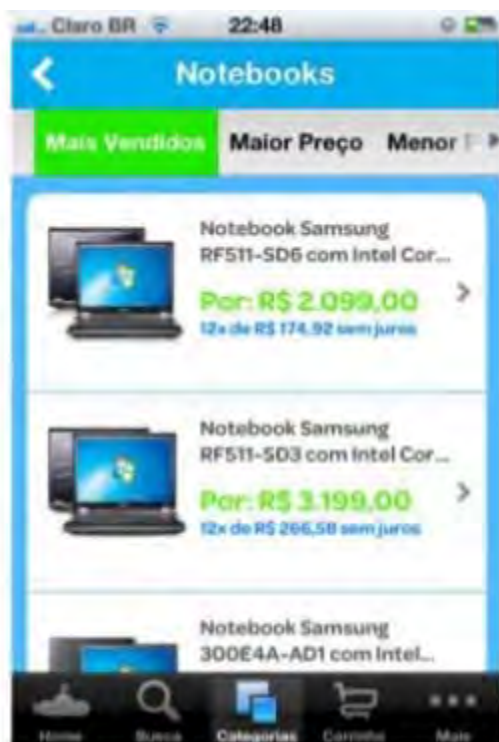 Claro BR 22:48
Notebooks
Mais Vendidos Maior Preço Menor
Notebook Samsung
RF511-SD6 com Intel Cor...
Por: R$ 2.099,00
12x de R$ 174,92 sem juros
Notebook Samsung
RF511-SD3 com Intel Cor...
Por: R$ 3.199,00
12x de R$ 266,58 sem juros
Notebook Samsung
300E4A-AD1 com Intel...
Home Busca Categorias Carrinho Mais